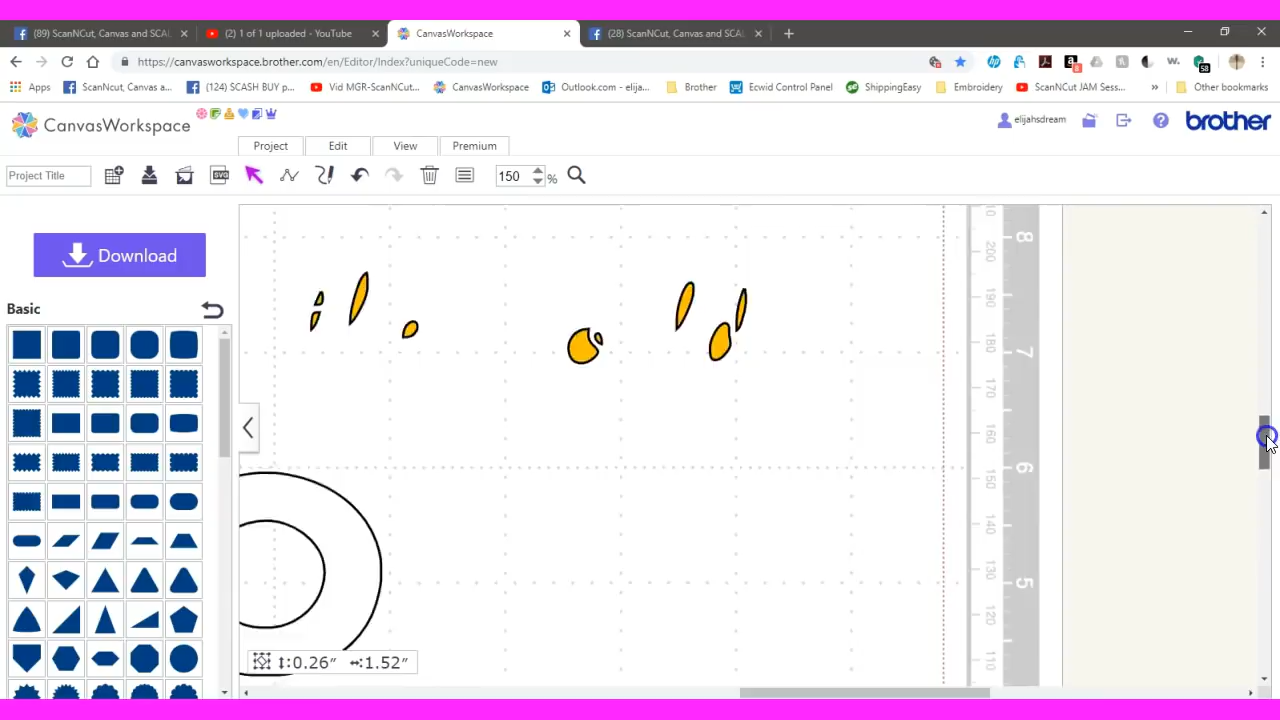 (89) ScanNCut, Canvas and SCAL
(2) 1 of 1 uploaded - YouTube
CanvasWorkspace
(28) ScanNCut, Canvas and SCAL
https://canvasworkspace.brother.com/en/Editor/Index?uniqueCode=new
Apps
ScanNcut, Canvas a...
(124) SCASH BUY p...
Vid MGR-ScanNCut...
CanvasWorkspace
Outlook.com - elija...
Brother
Ecwid Control Panel
ShippingEasy
Embroidery
ScanNCut JAM Sess...
»
Other bookmarks
CanvasWorkspace
elijahsdream
brother
Project
Edit
View
Premium
Project Title
SVG
150
%
Download
Basic
8
7
6
5
200
190
180
170
160
150
140
130
120
110
↕:0.26″ ↔:1.52″